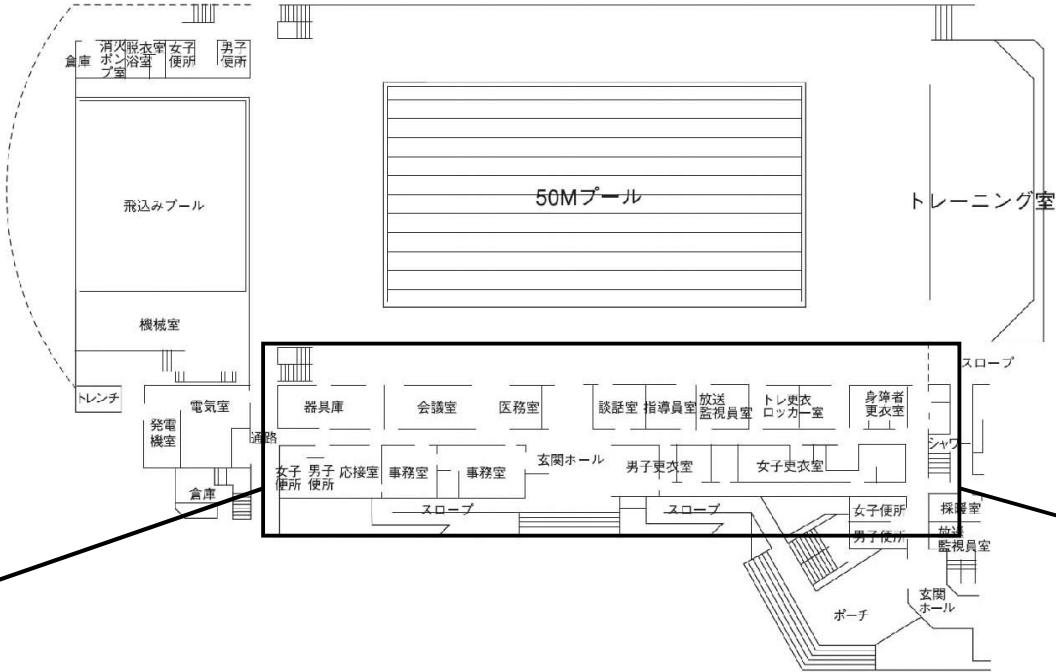 倉庫
消火
ポン
プ室
脱衣室
浴室
女子
便所
男子
便所
飛込みプール
50Mプール
トレーニング室
機械室
トレンチ
電気室
発電
機室
通路
倉庫
スロープ
器具庫
会議室
医務室
談話室
指導員室
放送
監視員室
トレ更衣
ロッカー室
身障者
更衣室
シャワ
女子
便所
男子
便所
応接室
事務室
事務室
玄関ホール
男子更衣室
女子更衣室
スロープ
スロープ
女子便所
男子便所
採暖室
放送
監視員室
ポーチ
玄関
ホール